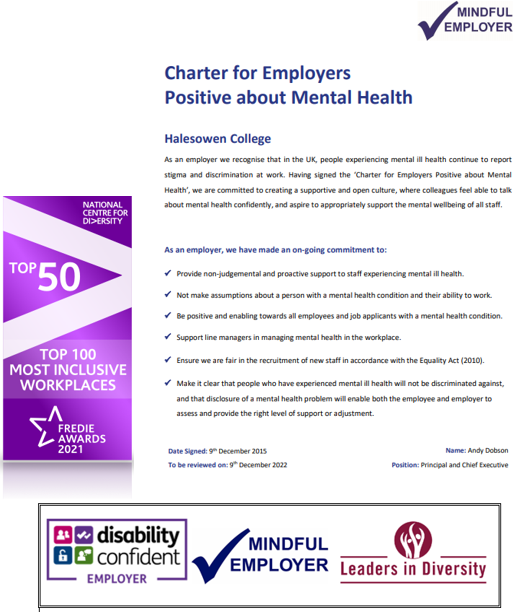 MINDFUL
EMPLOYER
Charter for Employers
Positive about Mental Health
Halesowen College
As an employer we recognise that in the UK, people experiencing mental ill health continue to report
stigma and discrimination at work. Having signed the ‘Charter for Employers Positive about Mental
Health’, we are committed to creating a supportive and open culture, where colleagues feel able to talk
about mental health confidently, and aspire to appropriately support the mental wellbeing of all staff.
NATIONAL
CENTRE FOR
DI>ERSITY
TOP 50
TOP 100
MOST INCLUSIVE
WORKPLACES
FREDIE
AWARDS
2021
As an employer, we have made an on-going commitment to:
✓ Provide non-judgemental and proactive support to staff experiencing mental ill health.
✓ Not make assumptions about a person with a mental health condition and their ability to work.
✓ Be positive and enabling towards all employees and job applicants with a mental health condition.
✓ Support line managers in managing mental health in the workplace.
✓ Ensure we are fair in the recruitment of new staff in accordance with the Equality Act (2010).
✓ Make it clear that people who have experienced mental ill health will not be discriminated against,
and that disclosure of a mental health problem will enable both the employee and employer to
assess and provide the right level of support or adjustment.
Date Signed: 9th December 2015 Name: Andy Dobson
To be reviewed on: 9th December 2022 Position: Principal and Chief Executive
disability
confident
EMPLOYER
MINDFUL
EMPLOYER
Leaders in Diversity